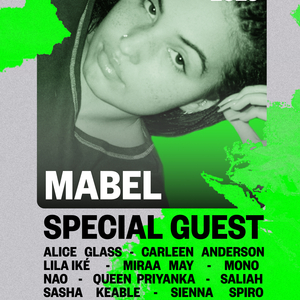 MABEL
SPECIAL GUEST
ALICE GLASS - CARLEEN ANDERSON
LILA IKÉ - MIRAA MAY - MONO
NAO - QUEEN PRIYANKA - SALIAH
SASHA KEABLE - SIENNA SPIRO